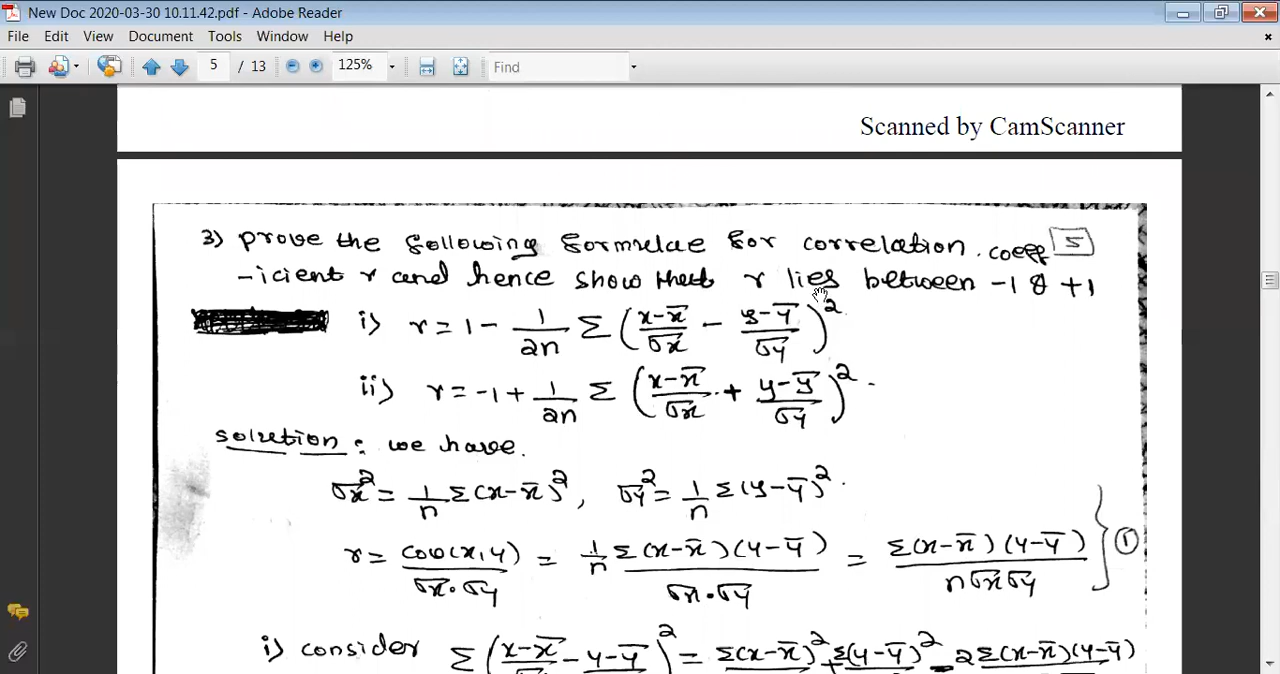 New Doc 2020-03-30 10.11.42.pdf - Adobe Reader
File Edit View Document Tools Window Help
5 / 13 125% Find
Scanned by CamScanner
3) prove the following formulae for correlation. coeff 5
-icient r and hence show that r lies between -1 & +1
i) r = 1 - 1/2n Σ ( x-x̄/σx - y-ȳ/σy )²
ii) r = -1 + 1/2n Σ ( x-x̄/σx + y-ȳ/σy )².
solution: we have.
σx² = 1/n Σ(x-x̄)², σy² = 1/n Σ(y-ȳ)².
r = cov(x,y)/σx·σy = 1/n Σ(x-x̄)(y-ȳ)/σx·σy = Σ(x-x̄)(y-ȳ)/nσxσy } ①
i) consider Σ( x-x̄/σx - y-ȳ )² = Σ(x-x̄)² + Σ(y-ȳ)² - 2Σ(x-x̄)(y-ȳ)